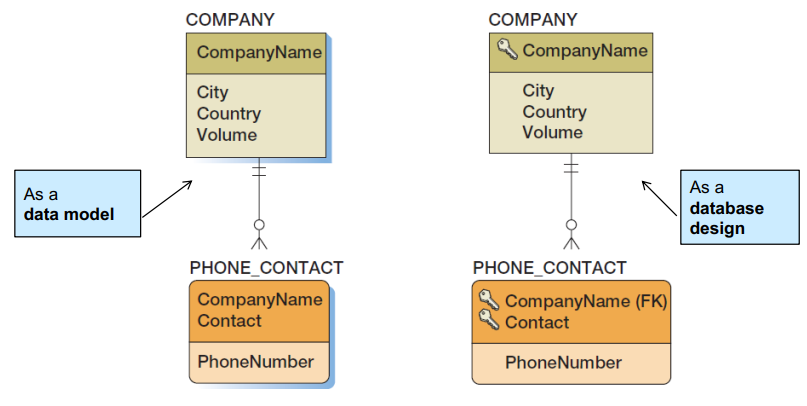 COMPANY
CompanyName
City
Country
Volume
As a
data model
PHONE_CONTACT
CompanyName
Contact
PhoneNumber
COMPANY
CompanyName
City
Country
Volume
As a
database
design
PHONE_CONTACT
CompanyName (FK)
Contact
PhoneNumber